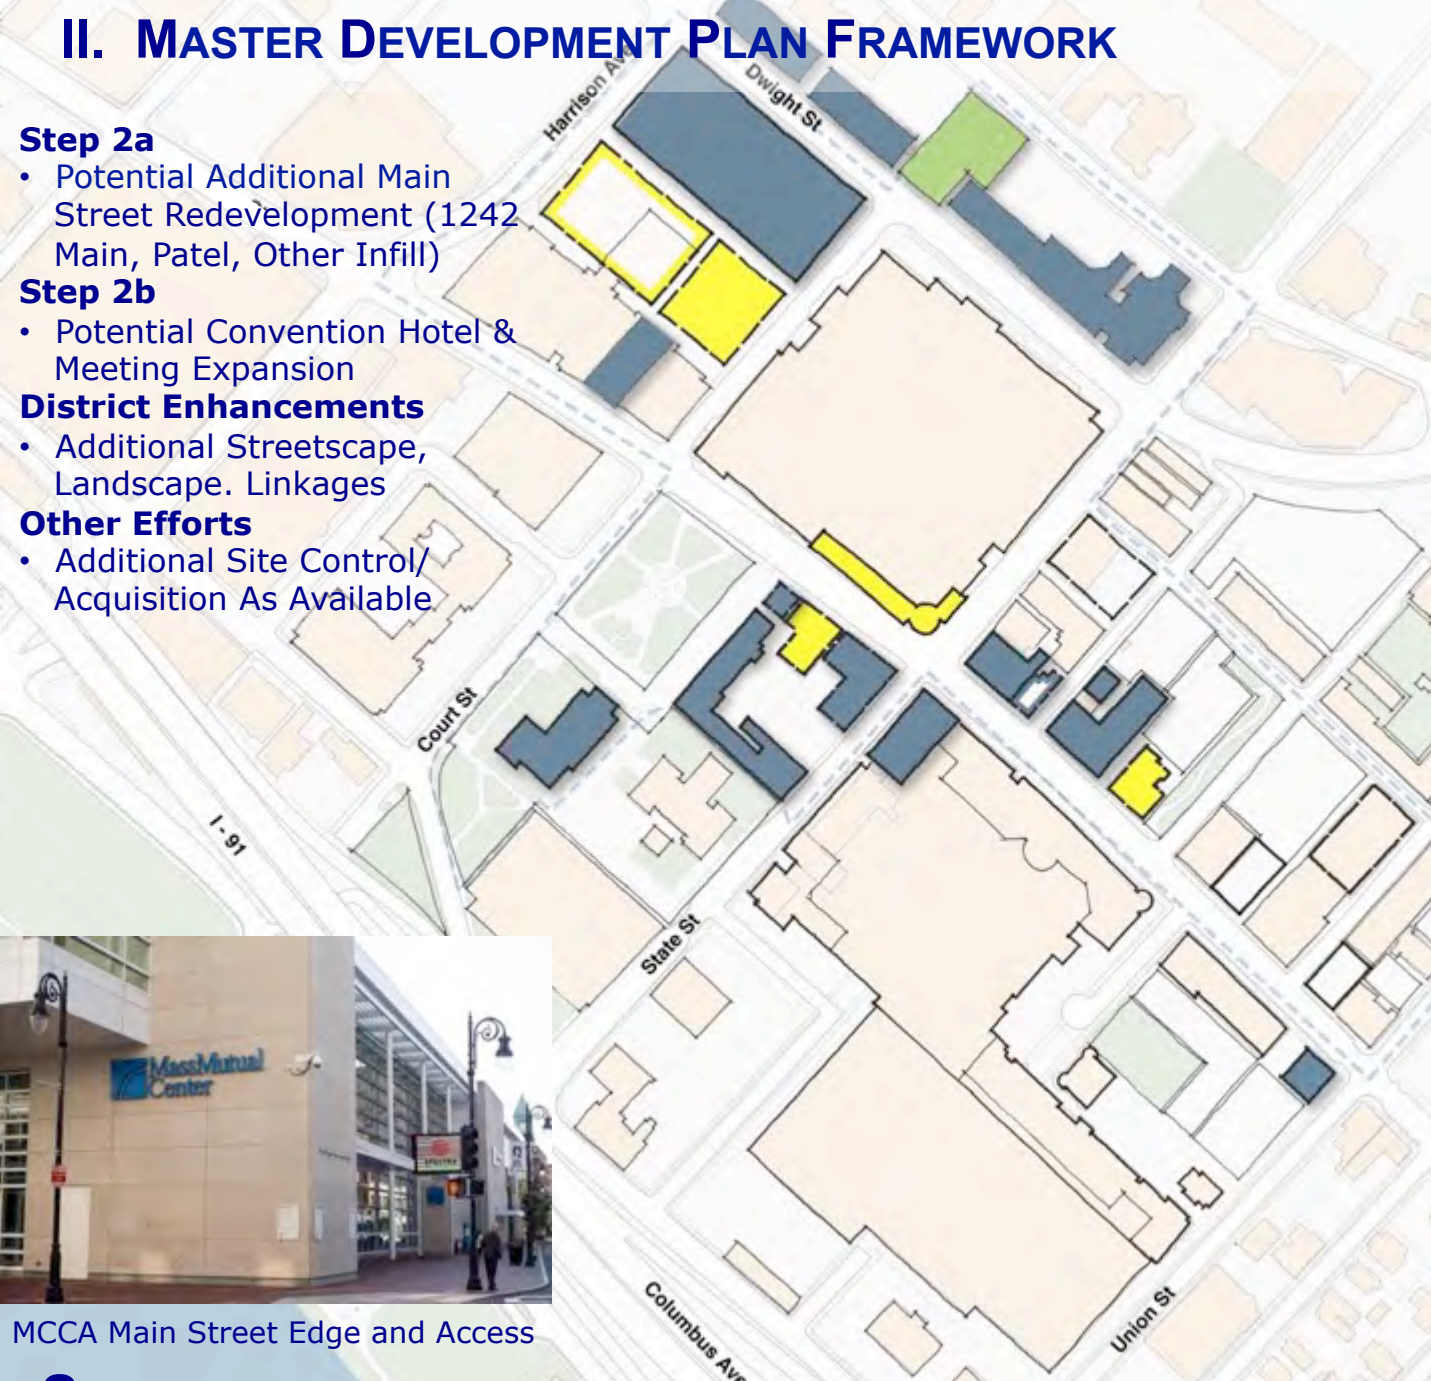 II. MASTER DEVELOPMENT PLAN FRAMEWORK
Step 2a
• Potential Additional Main
Street Redevelopment (1242
Main, Patel, Other Infill)
Step 2b
• Potential Convention Hotel &
Meeting Expansion
District Enhancements
• Additional Streetscape,
Landscape. Linkages
Other Efforts
• Additional Site Control/
Acquisition As Available
Harrison Ave
Dwight St
Court St
I - 91
State St
Columbus Ave
Union St
MassMutual
Center
MCCA Main Street Edge and Access